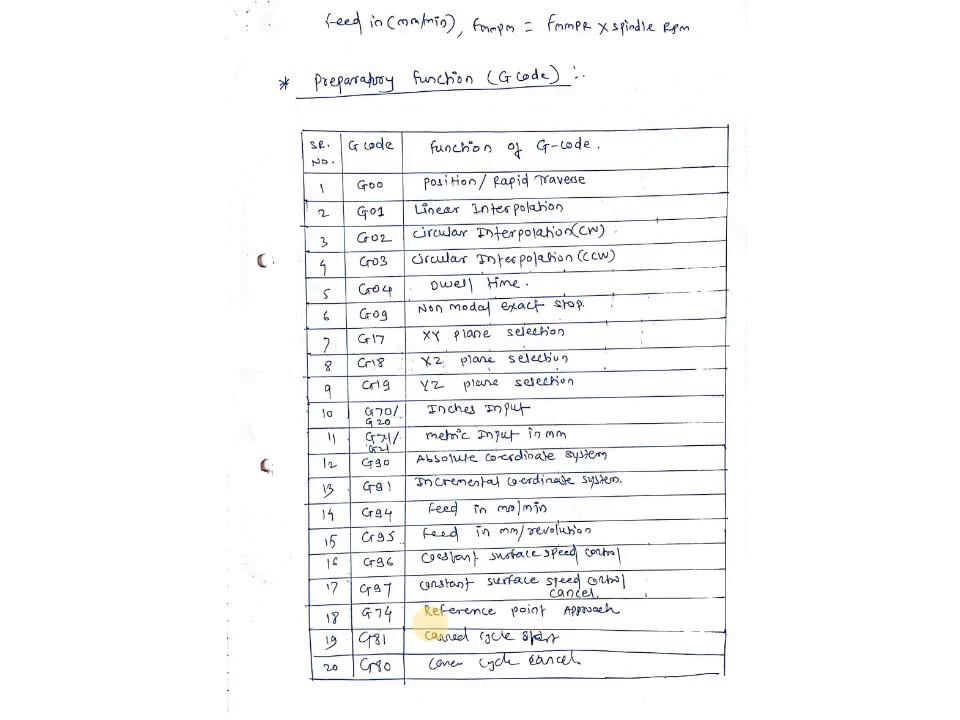 Feed in (mm/min), Fmmpm = FmmPR X spindle Rpm
* Preparatory function (G code) :-
SR. NO. G code function of G-code.
1 G00 Position / Rapid Travese
2 G01 Linear Interpolation
3 G02 Circular Interpolation (CW)
4 G03 Circular Interpolation (CCW)
5 G04 Dwell time.
6 G09 Non modal exact stop.
7 G17 XY plane selection
8 G18 XZ plane selection
9 G19 YZ plane selection
10 G70/ G20 Inches Input
11 G71/ G21 metric Input in mm
12 G90 Absolute co-ordinate system
13 G91 Incremental co-ordinate system.
14 G94 Feed in mm/min
15 G95 Feed in mm/revolution
16 G96 constant surface speed control
17 G97 constant surface speed control cancel.
18 G74 Reference point Approach
19 G81 cycle
20 G80 cycle cancel